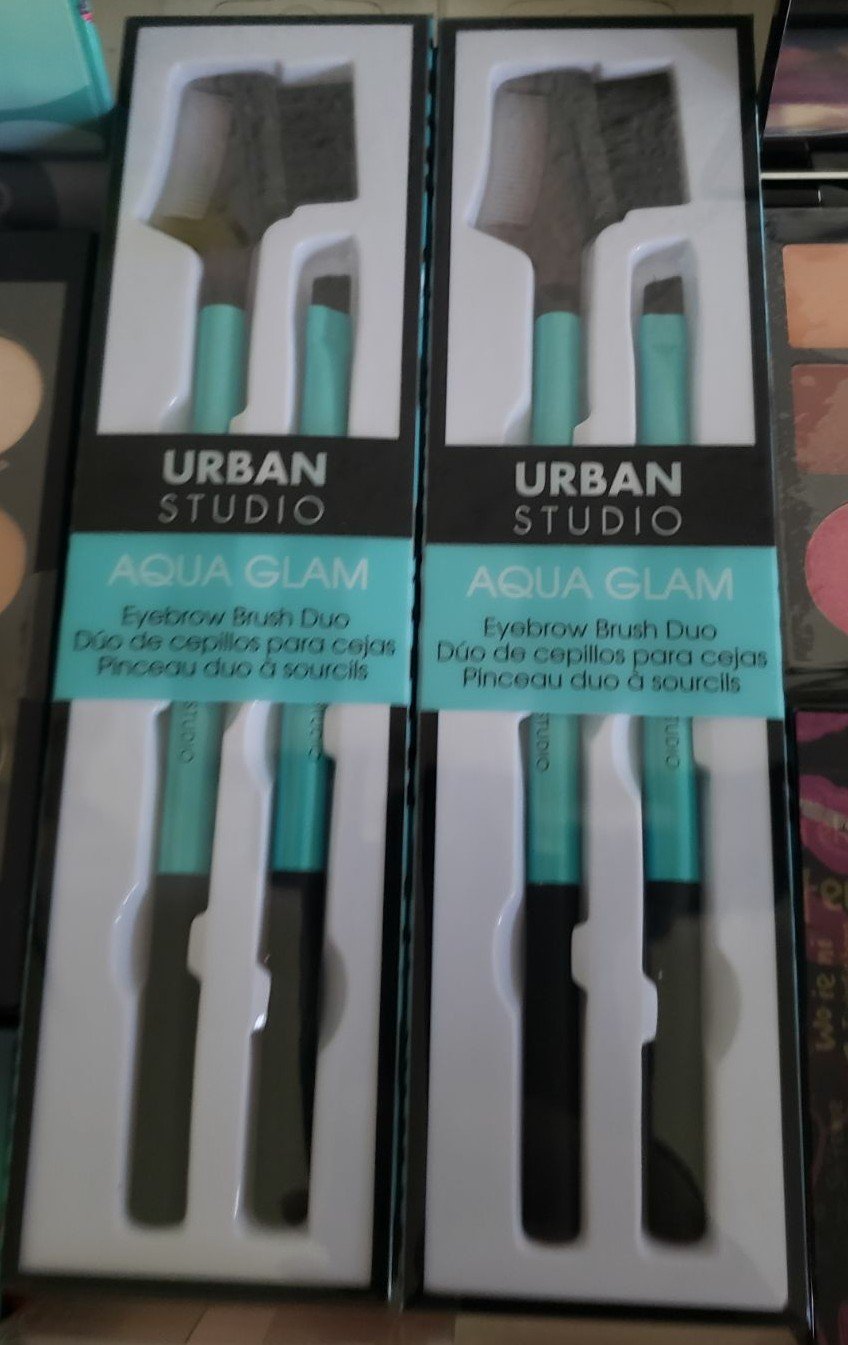 URBAN
STUDIO
AQUA GLAM
Eyebrow Brush Duo
Dúo de cepillos para cejas
Pinceau duo à sourcils
STUDIO
URBAN
STUDIO
AQUA GLAM
Eyebrow Brush Duo
Dúo de cepillos para cejas
Pinceau duo à sourcils